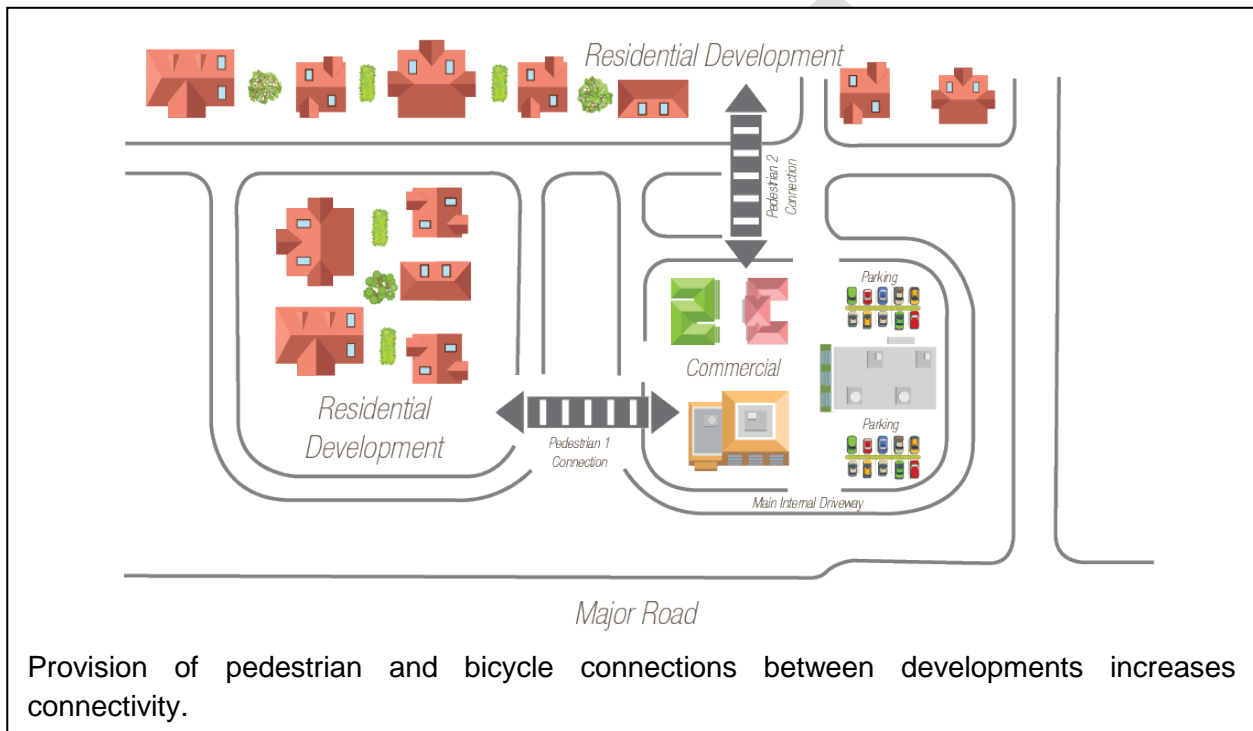 Residential Development
Pedestrian 2
Connection
Parking
Commercial
Residential
Development
Parking
Pedestrian 1
Connection
Main Internal Driveway
Major Road
Provision of pedestrian and bicycle connections between developments increases
connectivity.